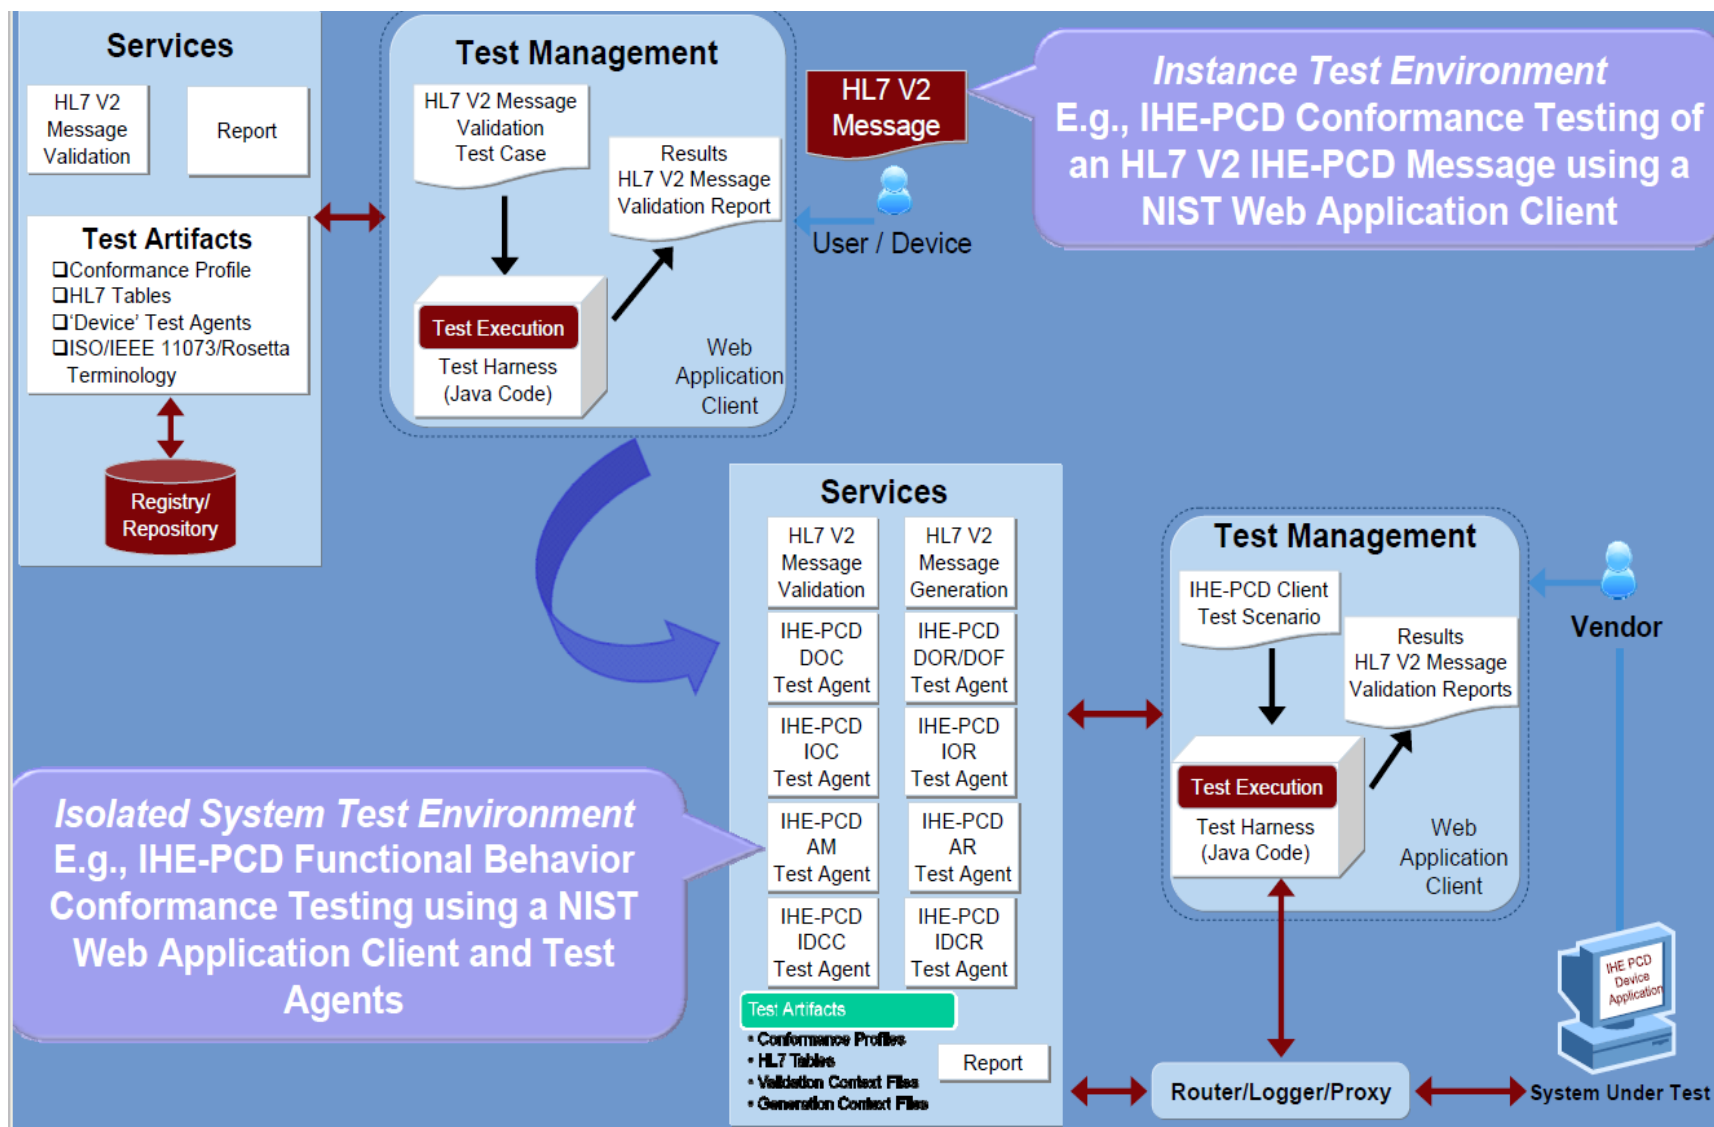 Services
HL7 V2
Message
Validation
Report
Test Artifacts
❑Conformance Profile
❑HL7 Tables
❑‘Device’ Test Agents
❑ISO/IEEE 11073/Rosetta
Terminology
Registry/
Repository
Test Management
HL7 V2 Message
Validation
Test Case
Results
HL7 V2 Message
Validation Report
Test Execution
Test Harness
(Java Code)
Web
Application
Client
HL7 V2
Message
User / Device
Instance Test Environment
E.g., IHE-PCD Conformance Testing of
an HL7 V2 IHE-PCD Message using a
NIST Web Application Client
Isolated System Test Environment
E.g., IHE-PCD Functional Behavior
Conformance Testing using a NIST
Web Application Client and Test
Agents
Services
HL7 V2
Message
Validation
HL7 V2
Message
Generation
IHE-PCD
DOC
Test Agent
IHE-PCD
DOR/DOF
Test Agent
IHE-PCD
IOC
Test Agent
IHE-PCD
IOR
Test Agent
IHE-PCD
AM
Test Agent
IHE-PCD
AR
Test Agent
IHE-PCD
IDCC
Test Agent
IHE-PCD
IDCR
Test Agent
Test Artifacts
• Conformance Profiles
• HL7 Tables
• Validation Context Files
• Generation Context Files
Report
Test Management
IHE-PCD Client
Test Scenario
Results
HL7 V2 Message
Validation Reports
Test Execution
Test Harness
(Java Code)
Web
Application
Client
Vendor
IHE PCD
Device
Application
Router/Logger/Proxy
System Under Test